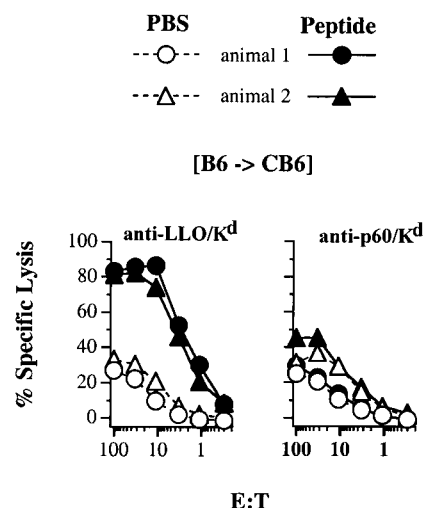 PBS Peptide
animal 1
animal 2
[B6 -> CB6]
anti-LLO/Kd anti-p60/Kd
% Specific Lysis
100
80
60
40
20
0
100 10 1 100 10 1
E:T